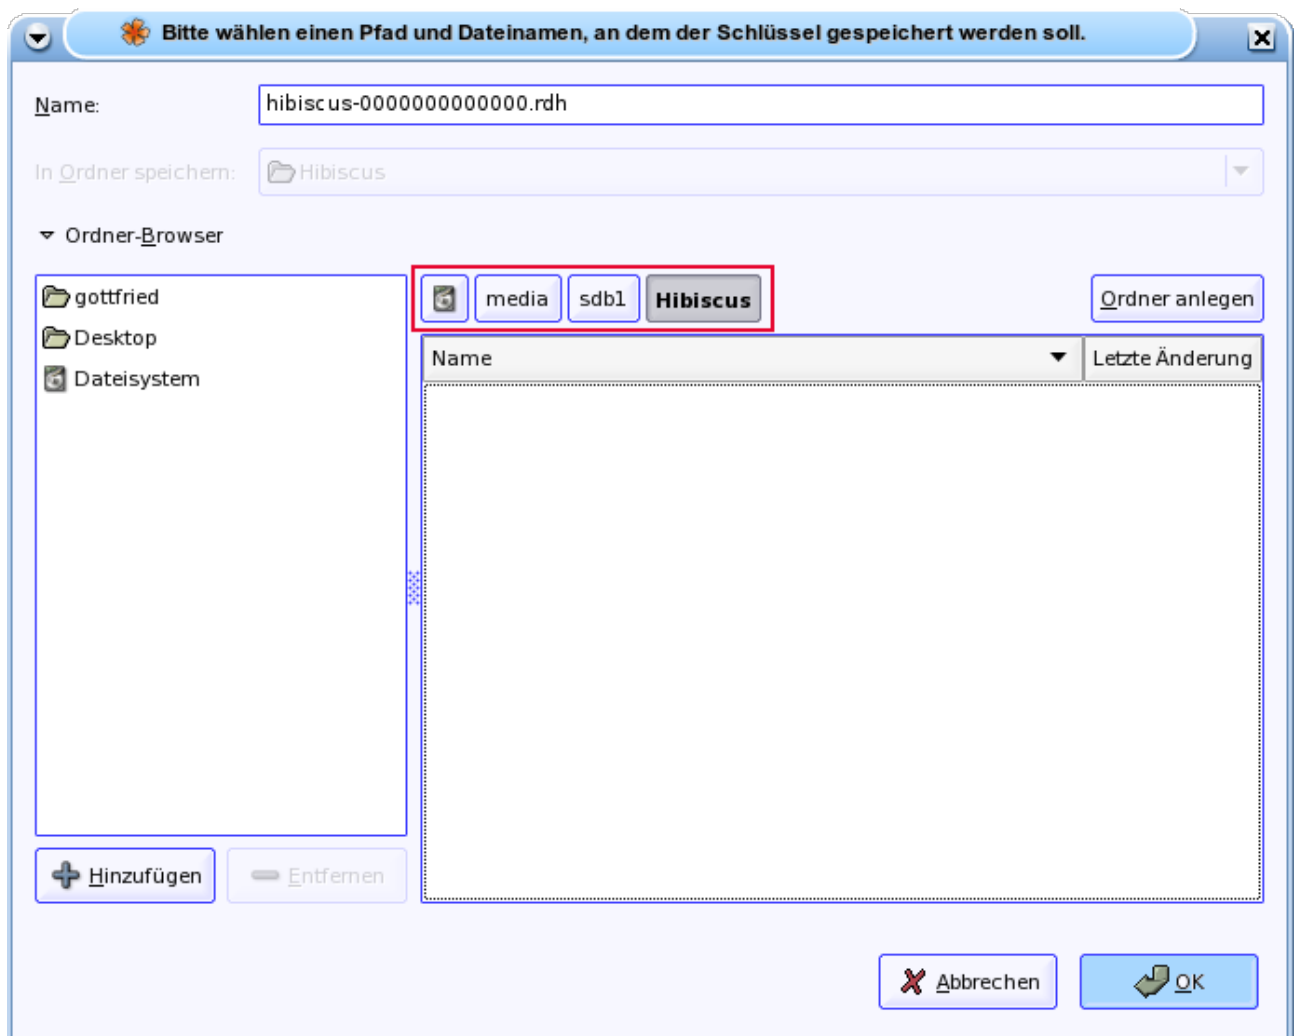 Bitte wählen einen Pfad und Dateinamen, an dem der Schlüssel gespeichert werden soll.
Name: hibiscus-0000000000000.rdh
In Ordner speichern: Hibiscus
Ordner-Browser
gottfried
Desktop
Dateisystem
media sdb1 Hibiscus Ordner anlegen
Name Letzte Änderung
Hinzufügen Entfernen
Abbrechen OK